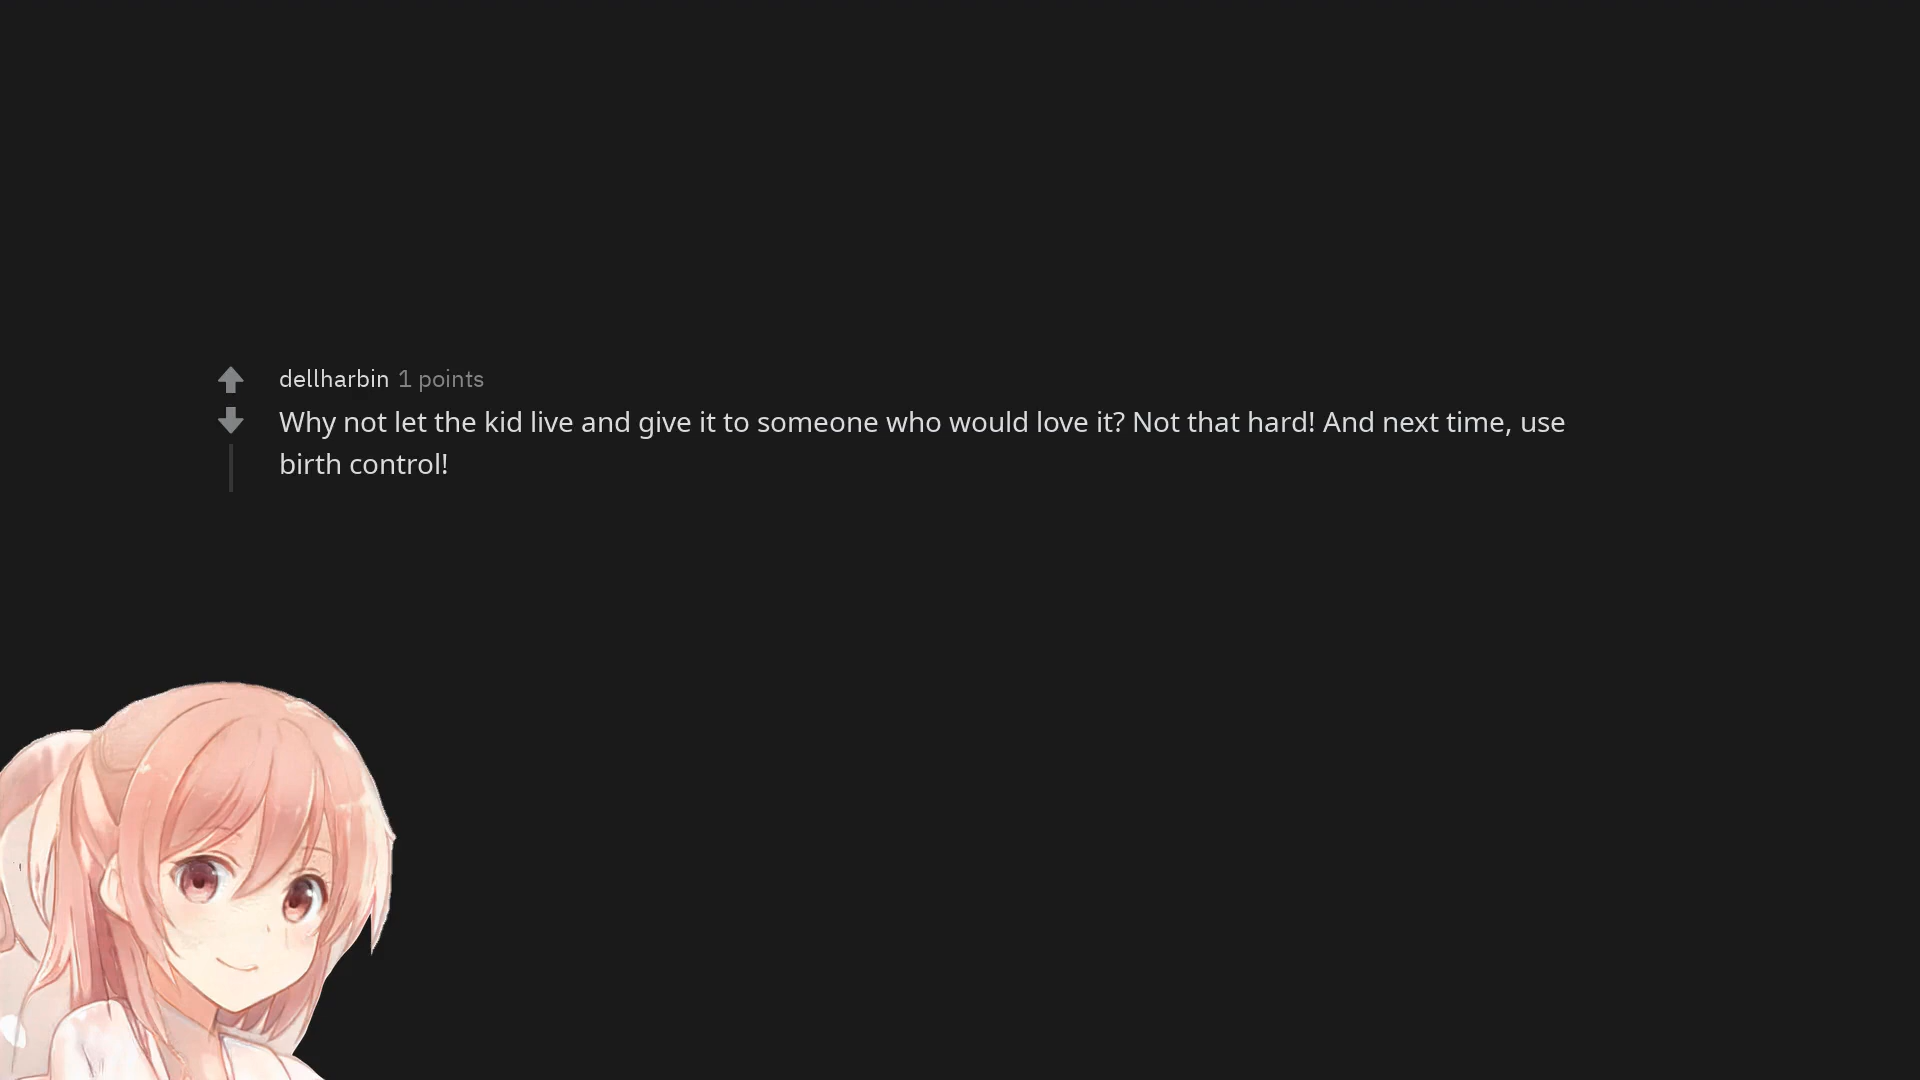 dellharbin 1 points
Why not let the kid live and give it to someone who would love it? Not that hard! And next time, use
birth control!